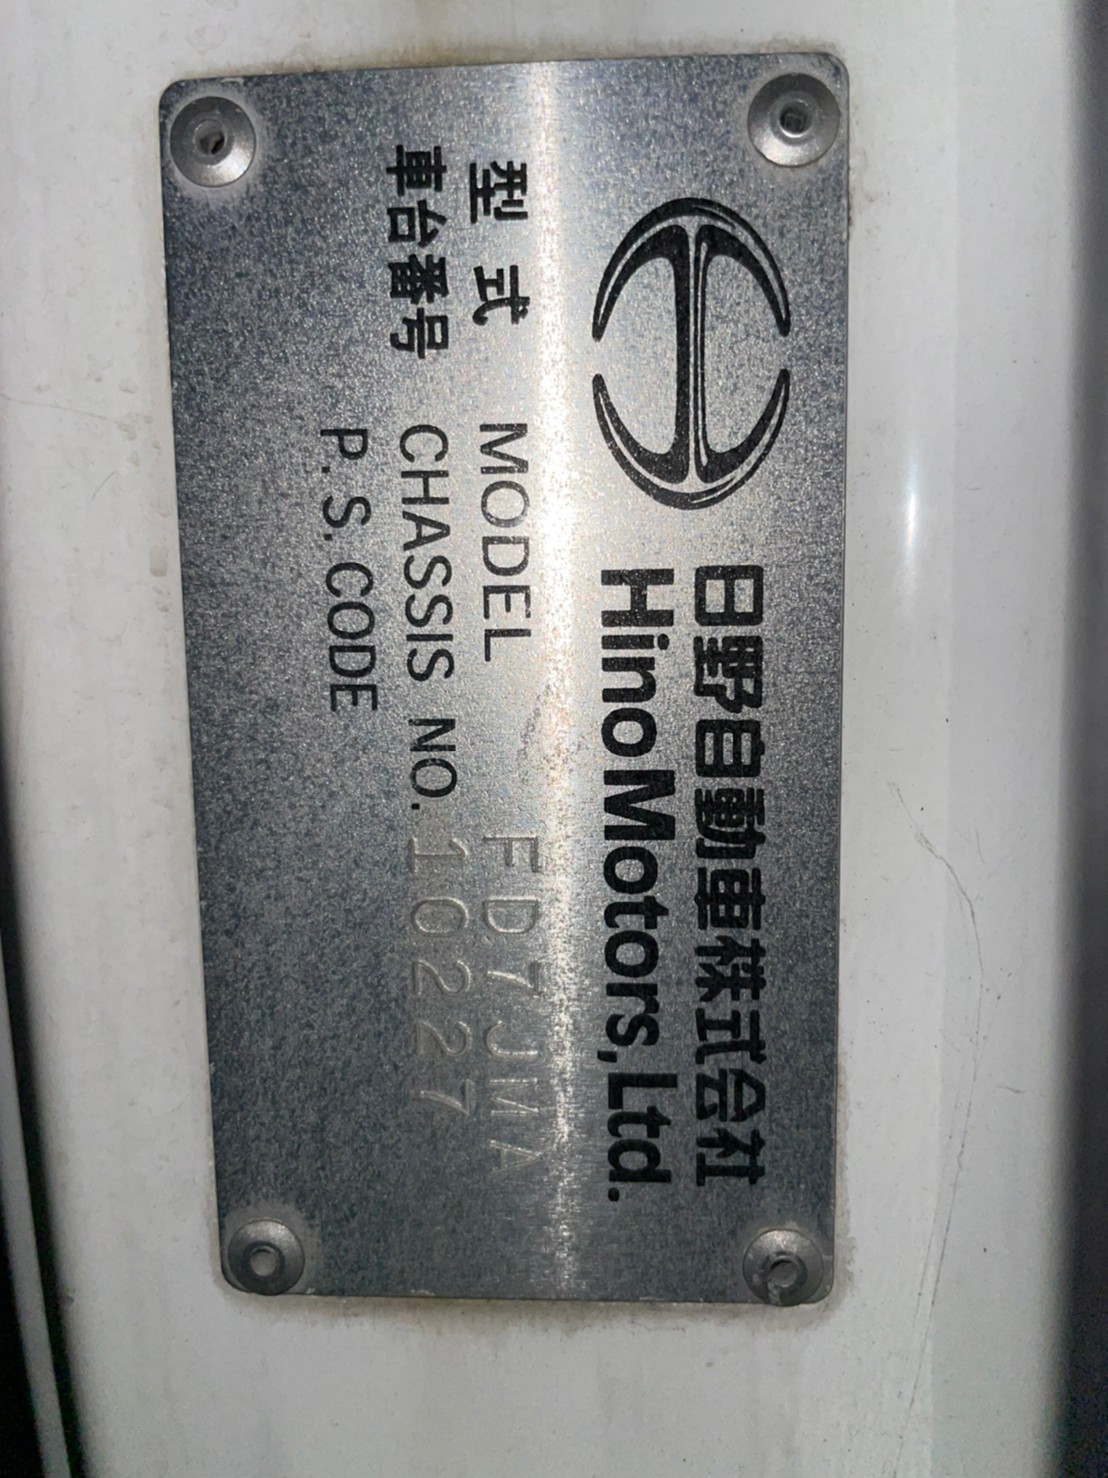 日野自動車株式会社
Hino Motors, Ltd.
型式 MODEL FD7JMA
車台番号 CHASSIS NO. 10227
P. S. CODE